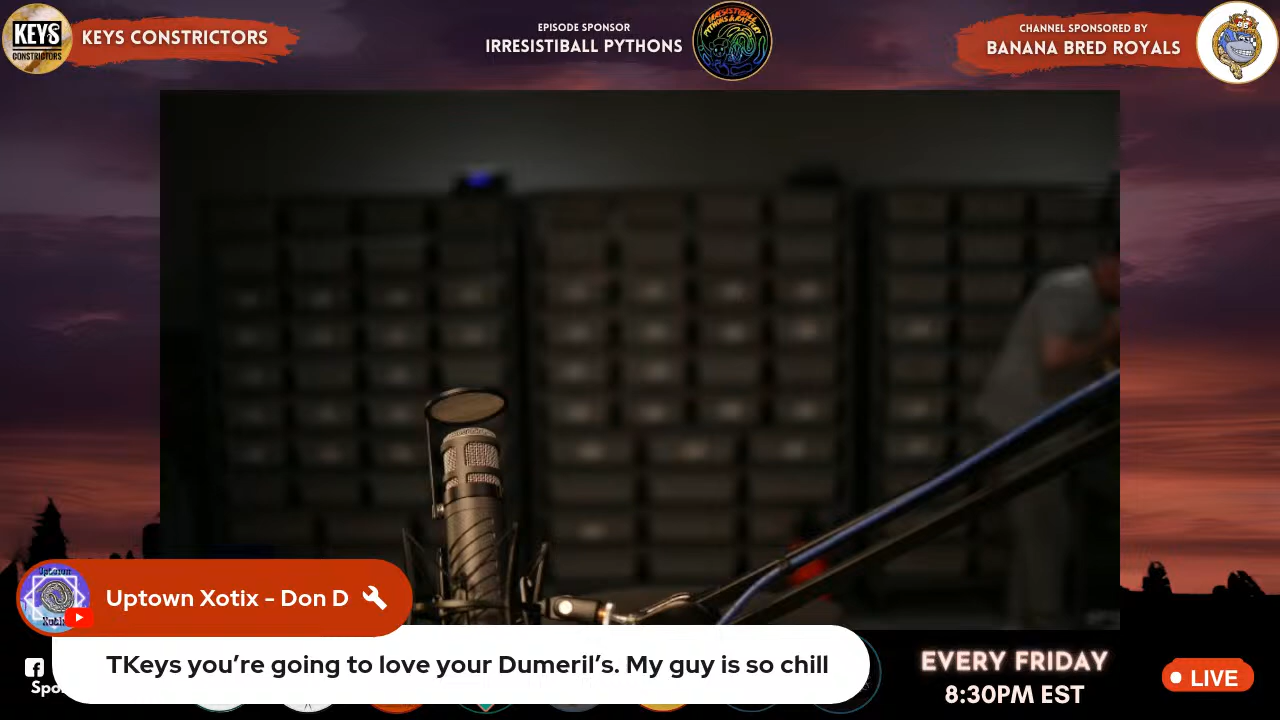 KEYS
CONSTRICTORS
KEYS CONSTRICTORS
EPISODE SPONSOR
IRRESISTIBALL PYTHONS
CHANNEL SPONSORED BY
BANANA BRED ROYALS
Uptown Xotix - Don D
TKeys you're going to love your Dumeril's. My guy is so chill
EVERY FRIDAY
8:30PM EST
LIVE